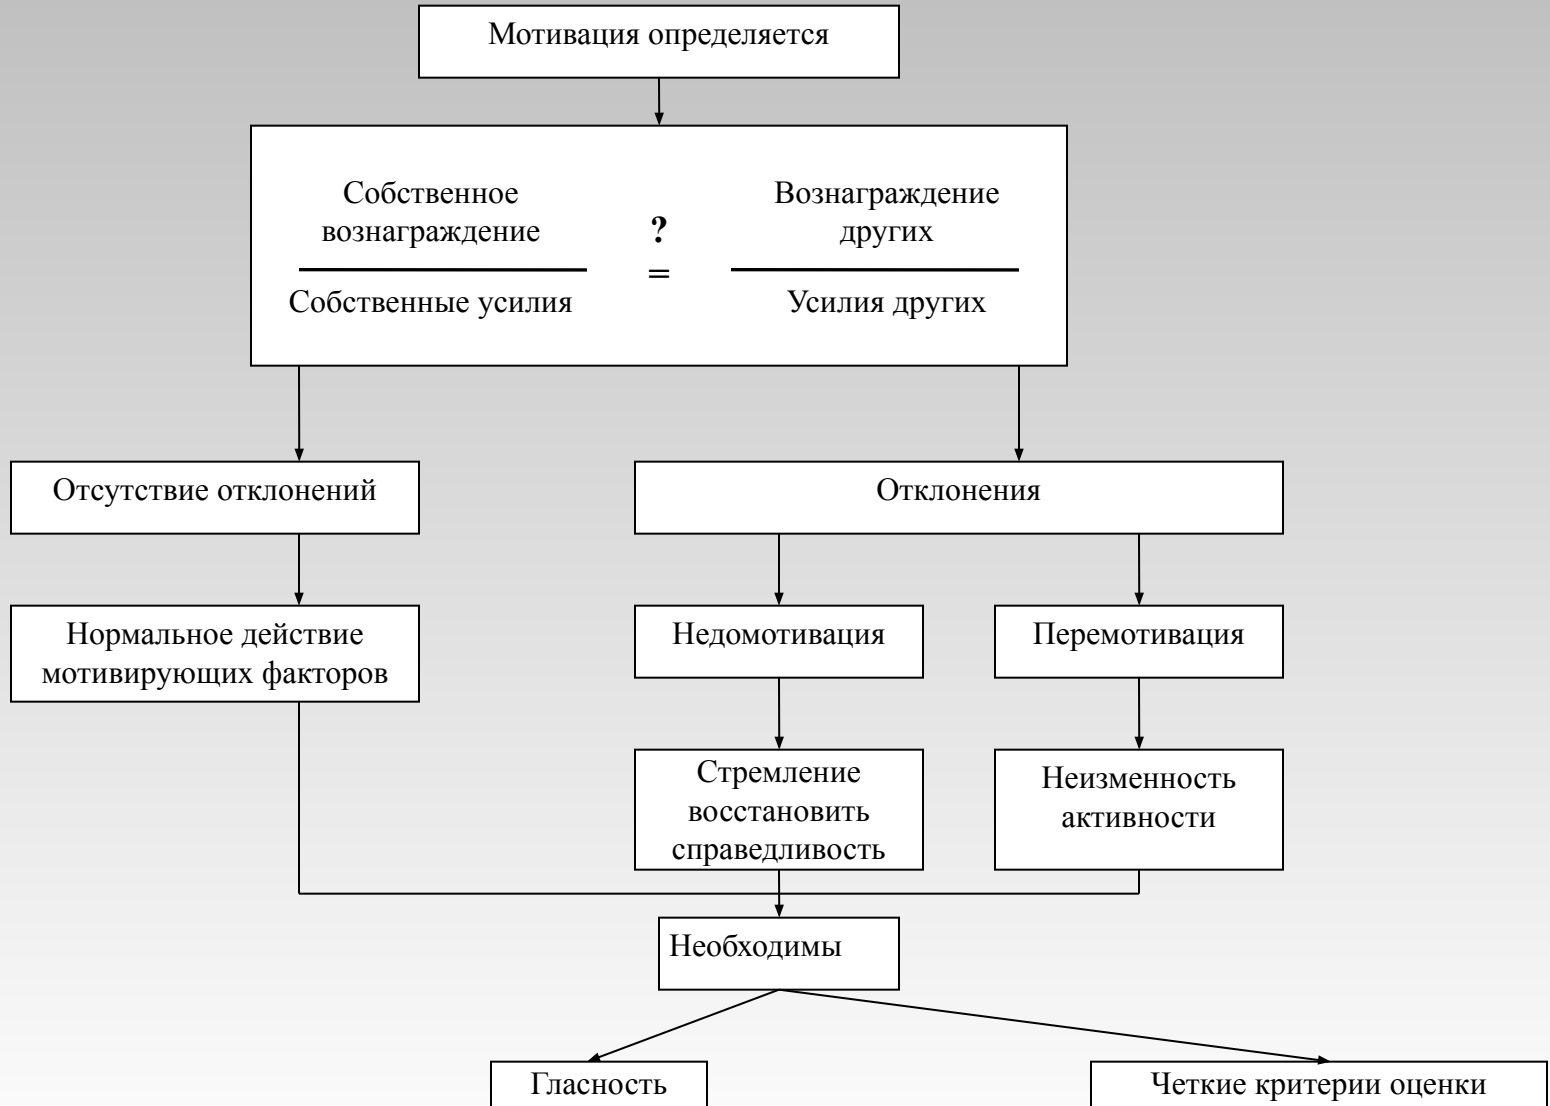 Мотивация определяется
Собственное
вознаграждение
Собственные усилия
?
=
Вознаграждение
других
Усилия других
Отсутствие отклонений
Отклонения
Нормальное действие
мотивирующих факторов
Недомотивация
Перемотивация
Стремление
восстановить
справедливость
Неизменность
активности
Необходимы
Гласность
Четкие критерии оценки